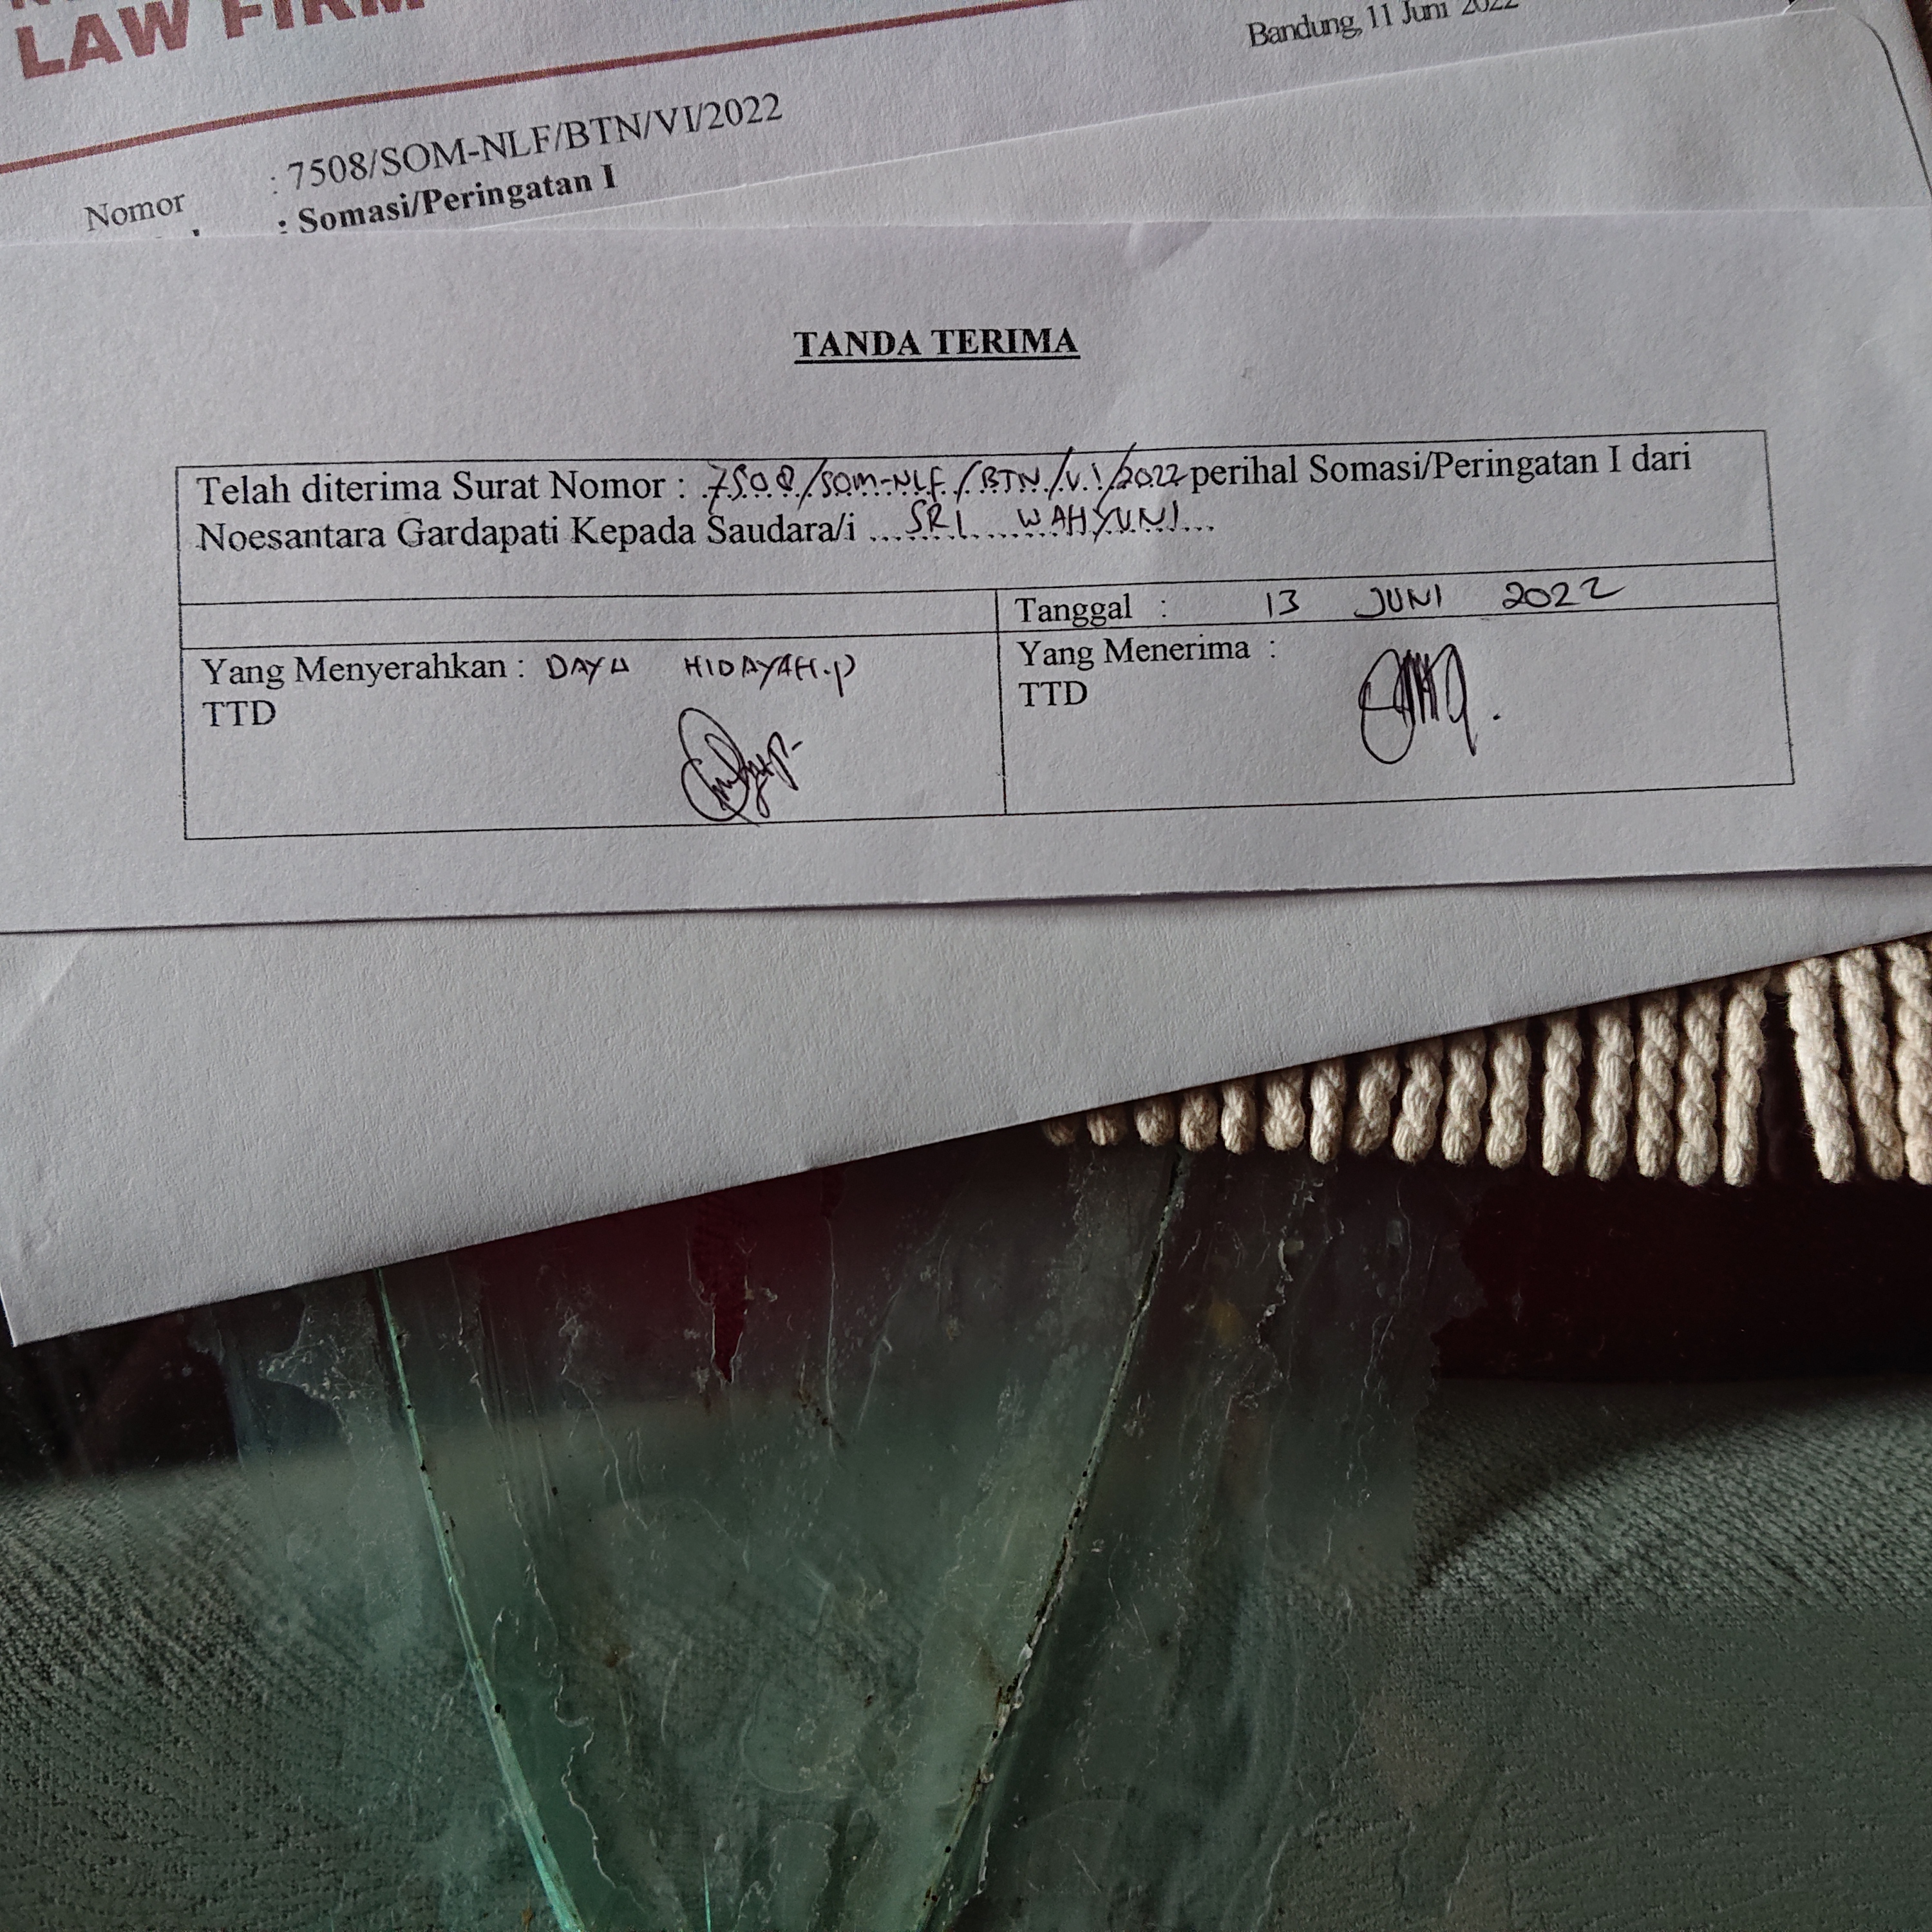 LAW FIRM
Bandung, 11 Juni 2022
Nomor : 7508/SOM-NLF/BTN/VI/2022
: Somasi/Peringatan I
TANDA TERIMA
Telah diterima Surat Nomor : 7508/SOM-NLF/BTN/VI/2022 perihal Somasi/Peringatan I dari
Noesantara Gardapati Kepada Saudara/i ... SRI ... WAHYUNI ...
Tanggal : 13 JUNI 2022
Yang Menyerahkan : DAYU HIDAYAH.P
TTD
Yang Menerima :
TTD